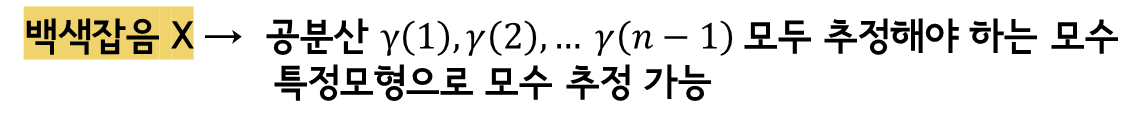 백색잡음 X → 공분산 γ(1), γ(2), … γ(n − 1) 모두 추정해야 하는 모수
특정모형으로 모수 추정 가능